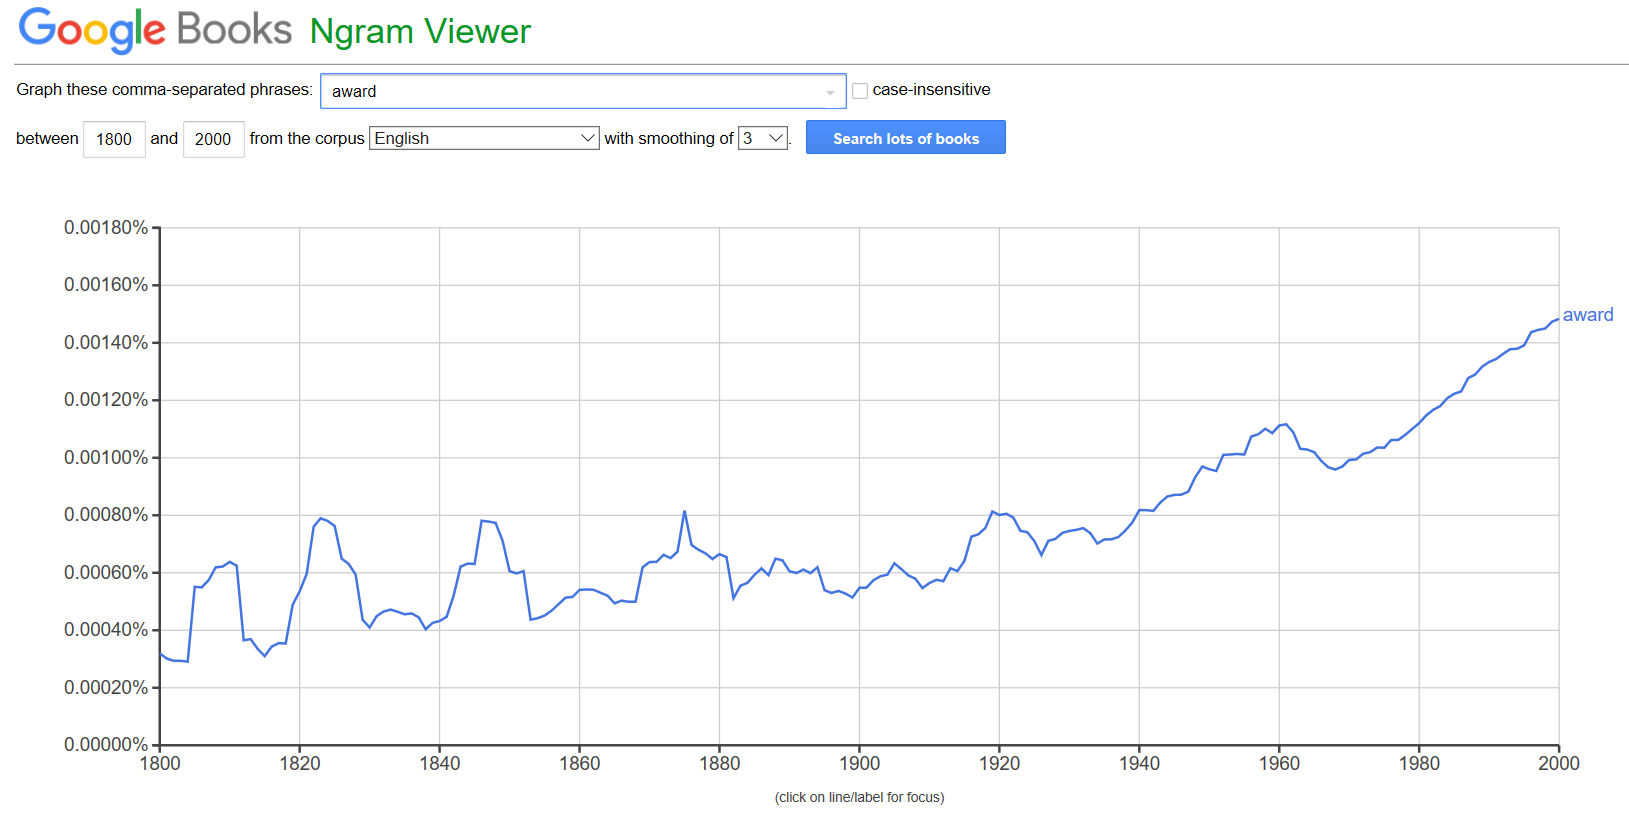 Google Books Ngram Viewer
Graph these comma-separated phrases: award case-insensitive
between 1800 and 2000 from the corpus English with smoothing of 3 . Search lots of books
0.00180%
0.00160%
0.00140%
0.00120%
0.00100%
0.00080%
0.00060%
0.00040%
0.00020%
0.00000%
award
1800 1820 1840 1860 1880 1900 1920 1940 1960 1980 2000
(click on line/label for focus)